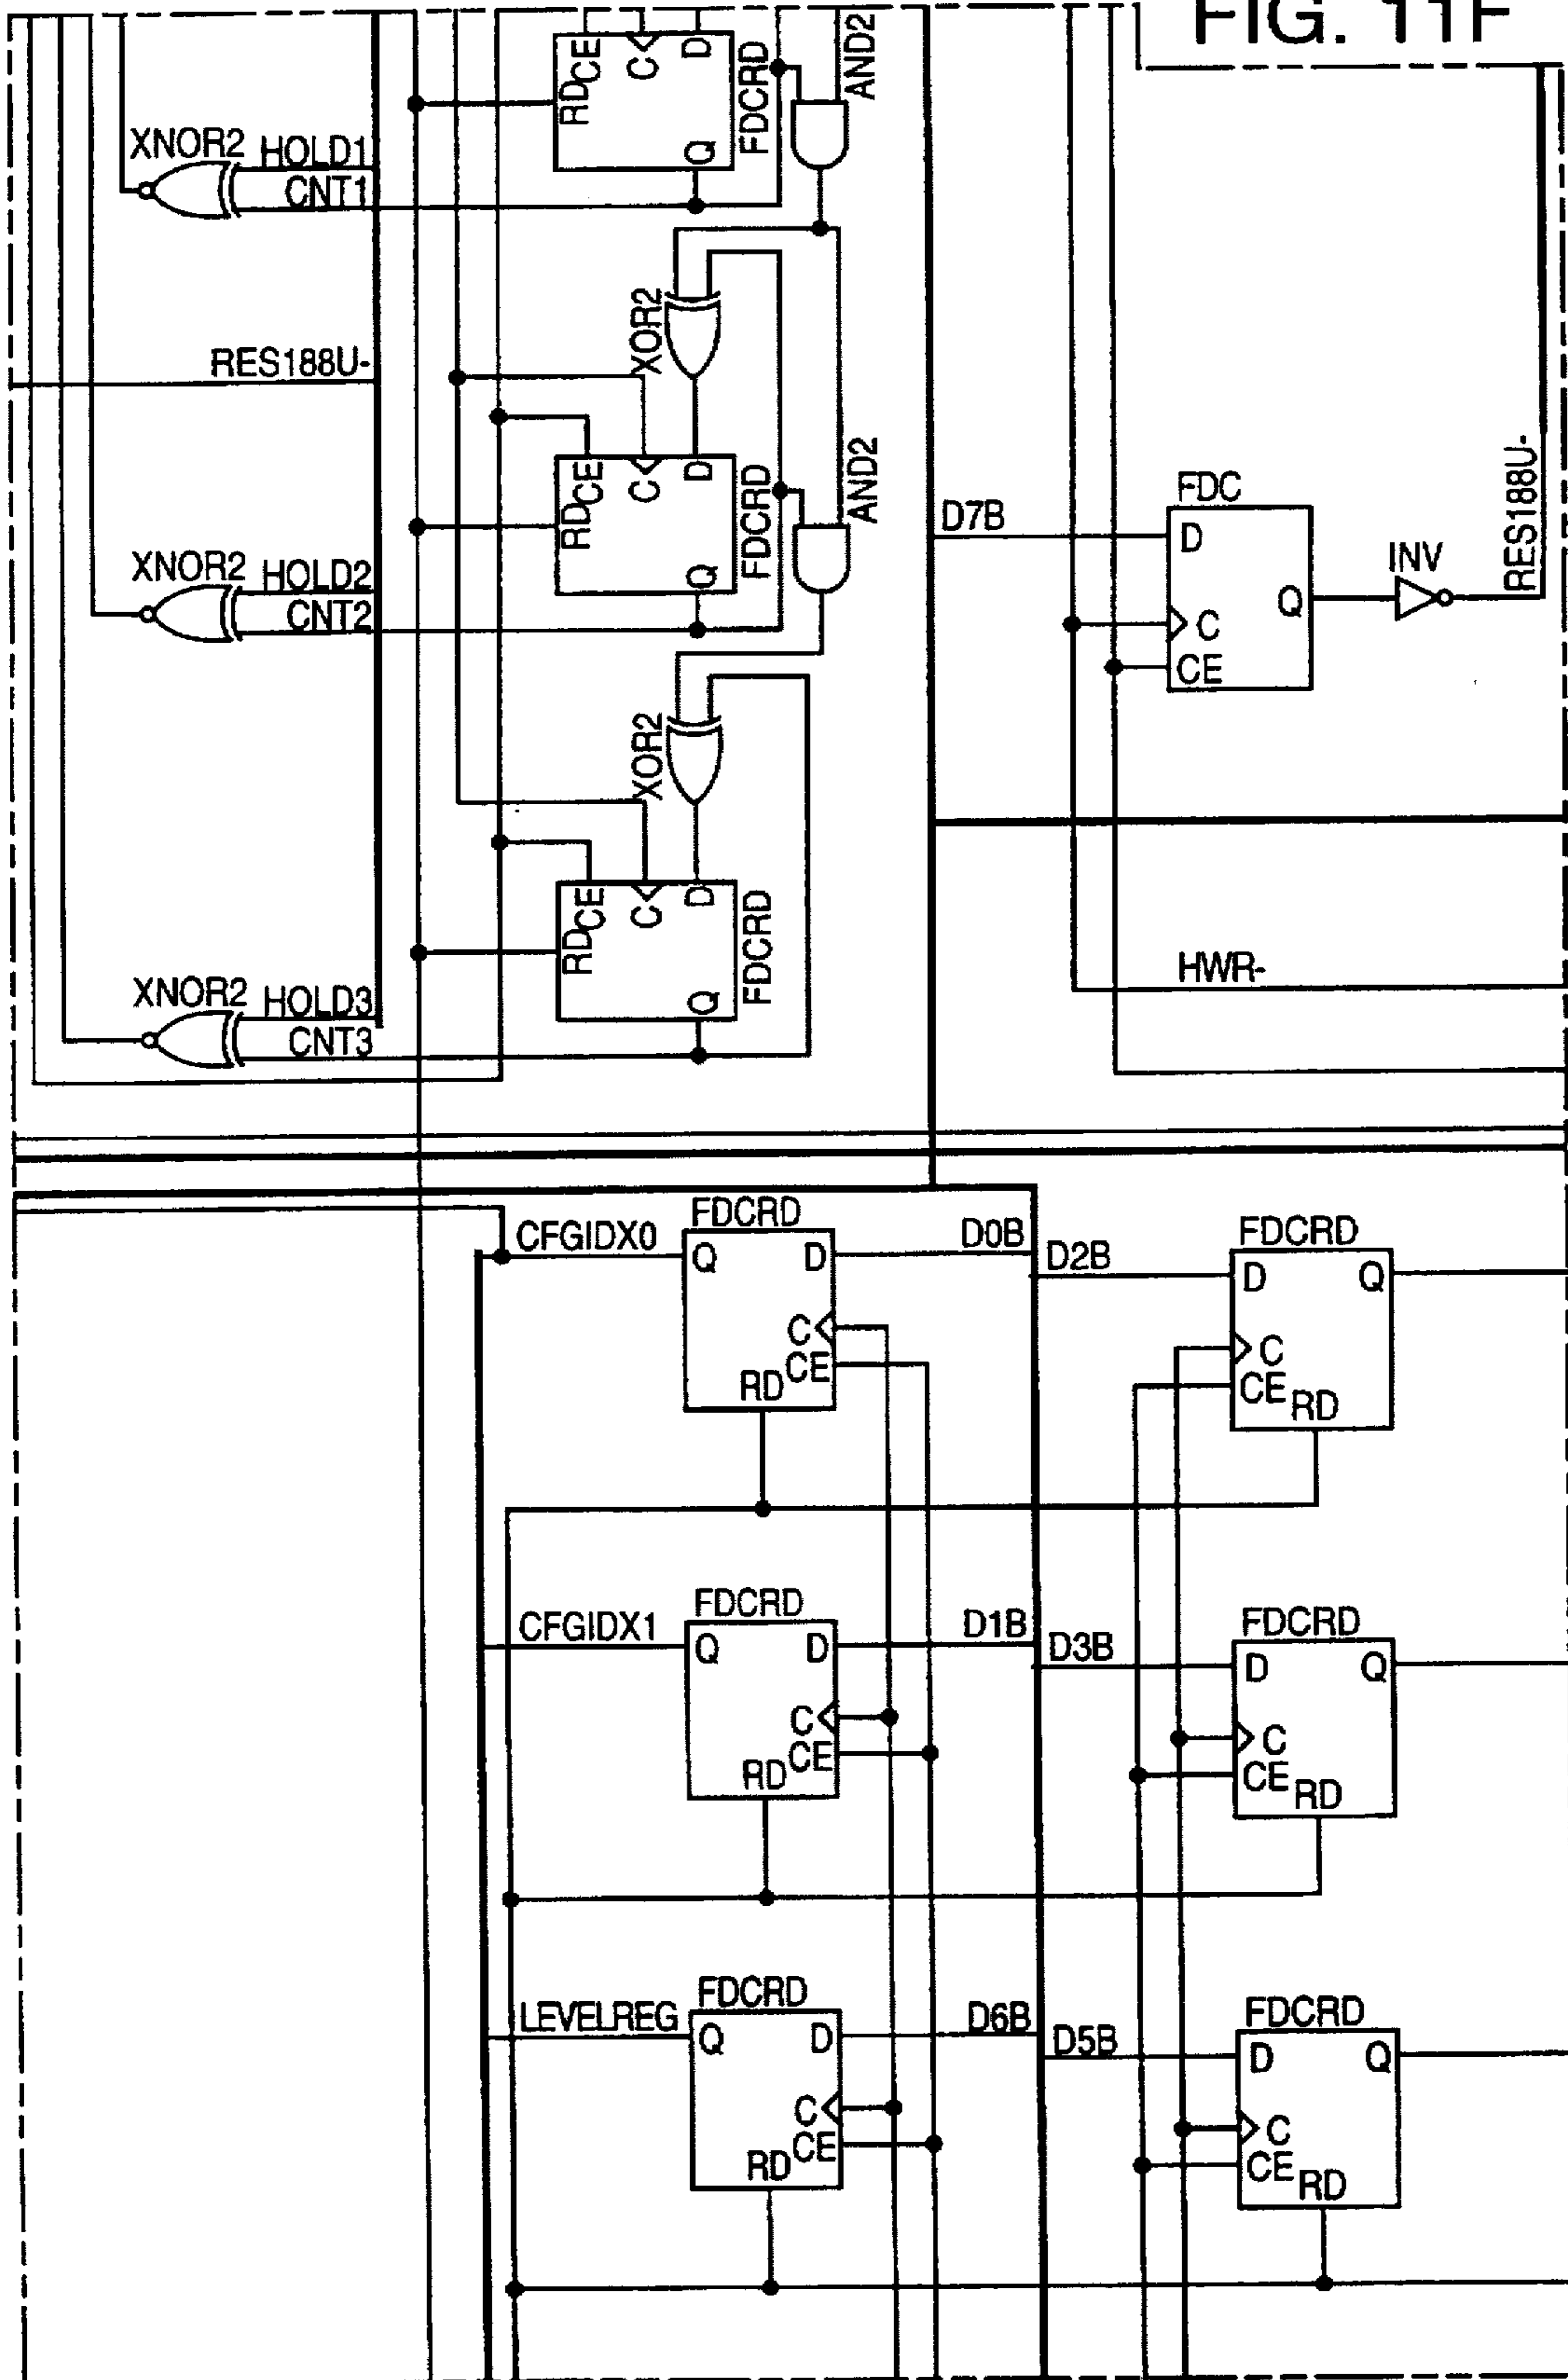 FIG. 11F
RD CE C D Q
FDCRD
AND2
XNOR2 HOLD1
CNT1
XOR2
RES188U-
RD CE C D Q
FDCRD
AND2
XNOR2 HOLD2
CNT2
D7B
FDC
D
Q
C
CE
INV
RES188U-
XOR2
RD CE C D Q
FDCRD
HWR-
XNOR2 HOLD3
CNT3
CFGIDX0
FDCRD
Q D
C
CE
RD
D0B
D2B
FDCRD
D Q
C
CE
RD
CFGIDX1
FDCRD
Q D
C
CE
RD
D1B
D3B
FDCRD
D Q
C
CE
RD
LEVELREG
FDCRD
Q D
C
CE
RD
D6B
D5B
FDCRD
D Q
C
CE
RD